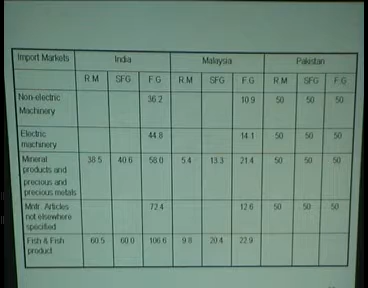 Import Markets India Malaysia Pakistan
R.M SFG F.G R.M SFG F.G R.M SFG F.G
Non-electric 36.2 10.9 50 50 50
Machinery
Electric 44.8 14.1 50 50 50
machinery
Mineral 38.5 40.6 58.0 5.4 13.3 21.4 50 50 50
products and
precious and
precious metals
Mntr. Articles 72.4 12.6 50 50 50
not elsewhere
specified
Fish & Fish 60.5 60.0 106.6 9.8 20.4 22.9
product